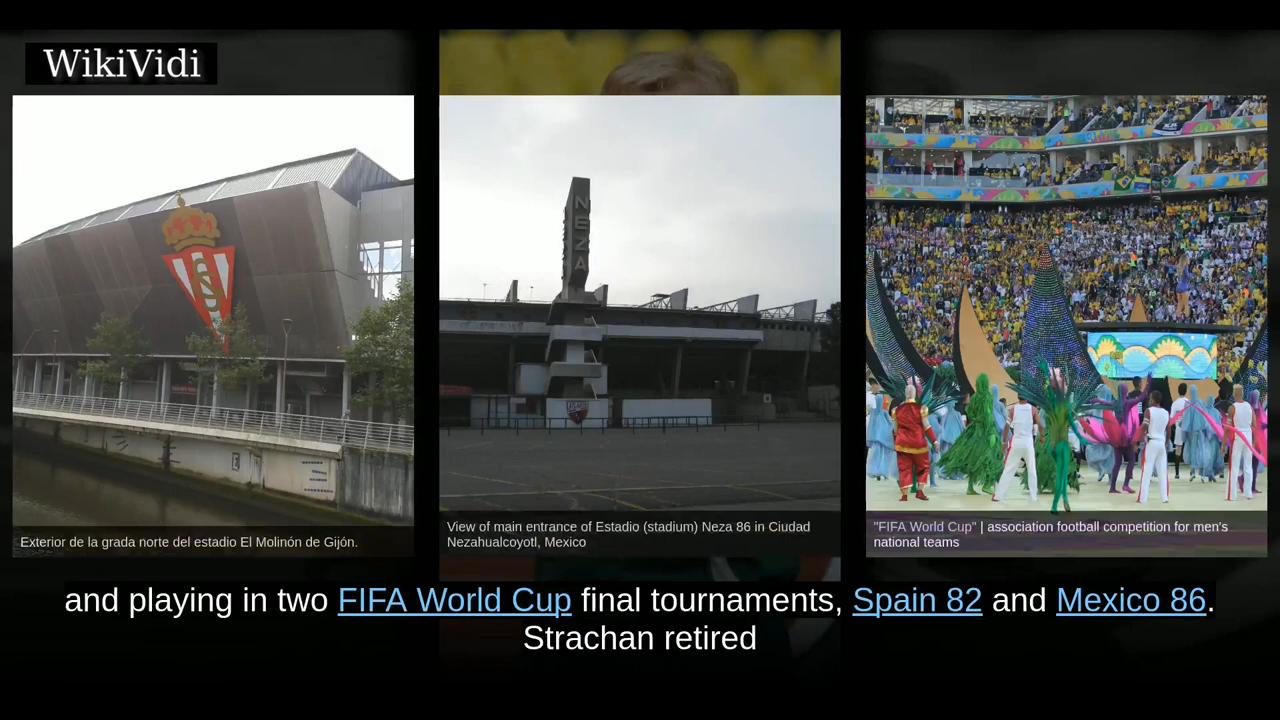 WikiVidi
NEZA
Exterior de la grada norte del estadio El Molinón de Gijón.
View of main entrance of Estadio (stadium) Neza 86 in Ciudad
Nezahualcoyotl, Mexico
"FIFA World Cup" | association football competition for men's
national teams
and playing in two FIFA World Cup final tournaments, Spain 82 and Mexico 86.
Strachan retired